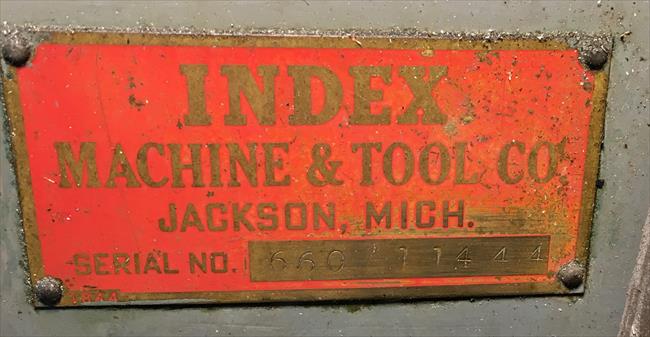 INDEX
MACHINE & TOOL CO.
JACKSON, MICH.
SERIAL NO. 660 11444